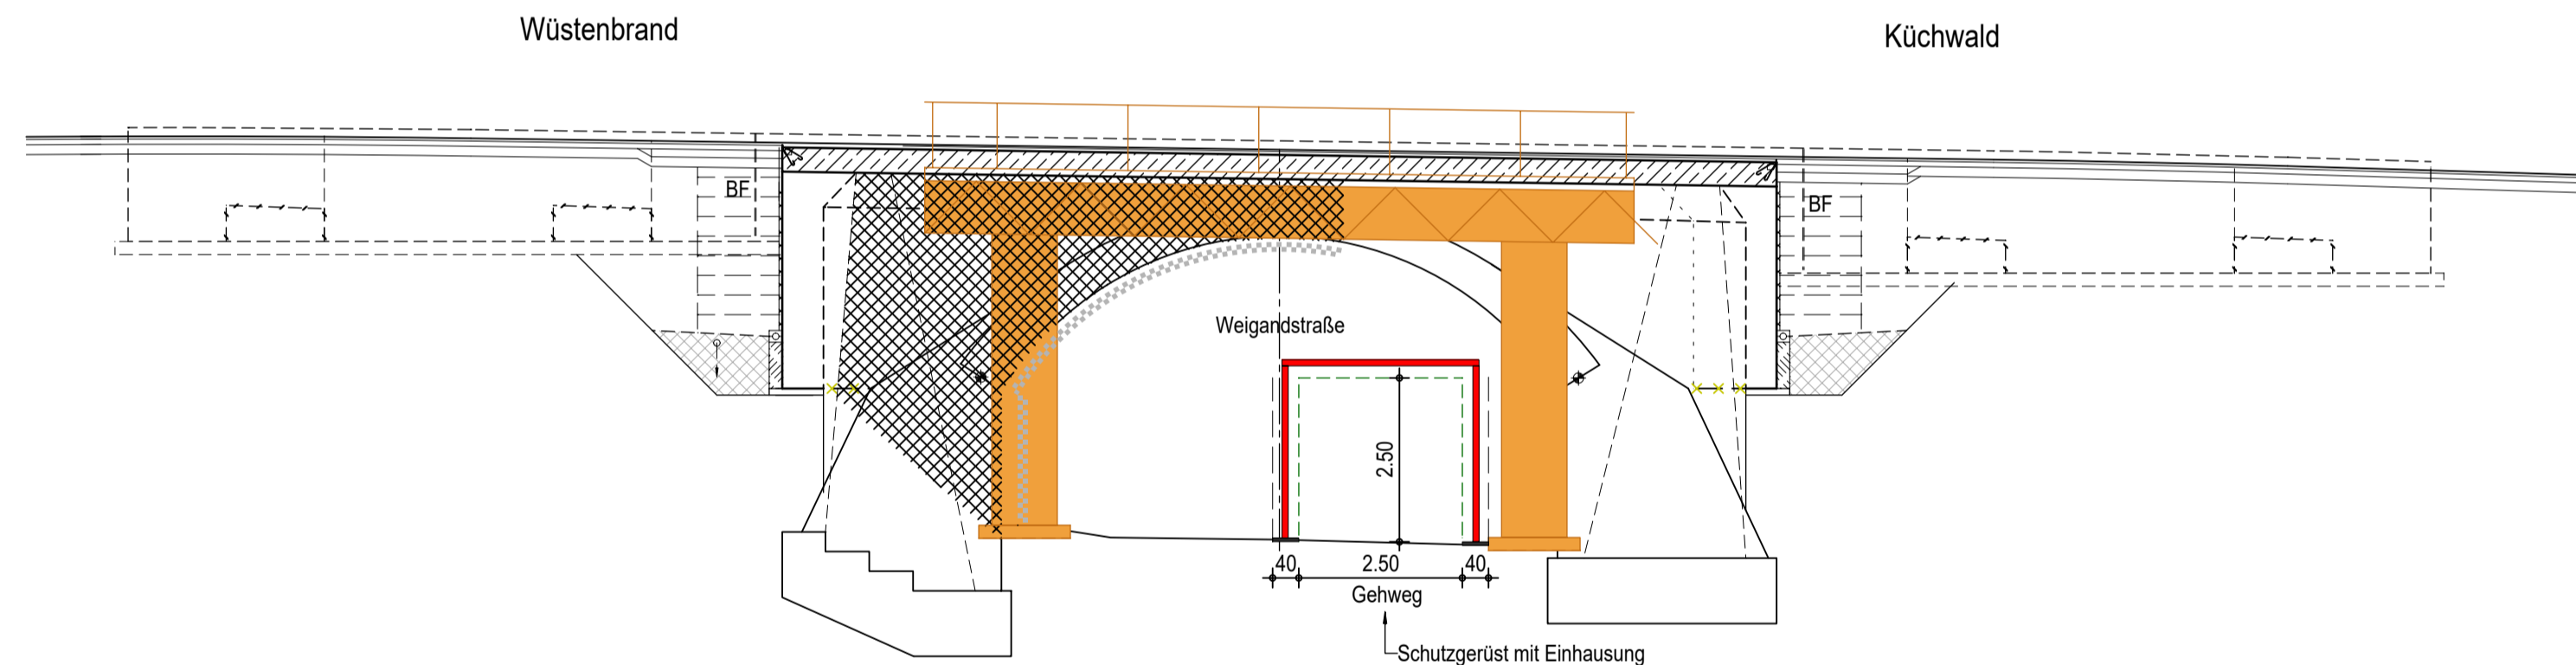 Wüstenbrand
Küchwald
BF
BF
Weigandstraße
2.50
40
2.50
40
Gehweg
Schutzgerüst mit Einhausung